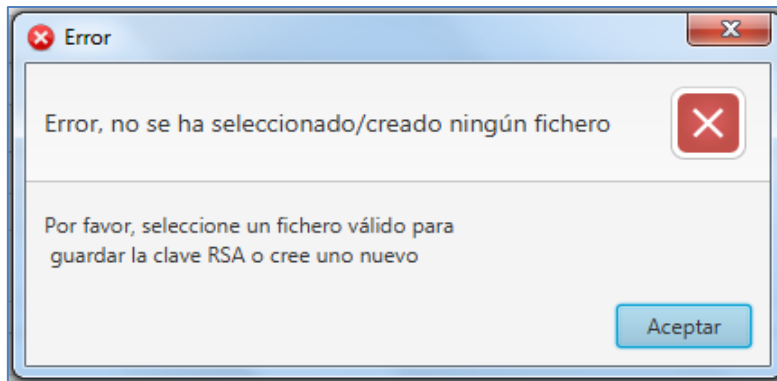 Error
Error, no se ha seleccionado/creado ningún fichero
Por favor, seleccione un fichero válido para
guardar la clave RSA o cree uno nuevo
Aceptar